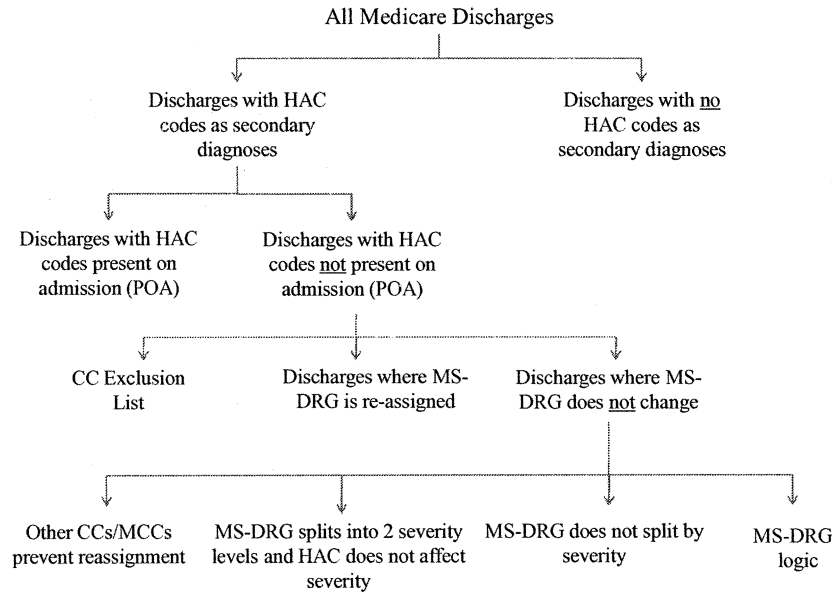 All Medicare Discharges
Discharges with HAC
codes as secondary
diagnoses
Discharges with no
HAC codes as
secondary diagnoses
Discharges with HAC
codes present on
admission (POA)
Discharges with HAC
codes not present on
admission (POA)
CC Exclusion
List
Discharges where MS-
DRG is re-assigned
Discharges where MS-
DRG does not change
Other CCs/MCCs
prevent reassignment
MS-DRG splits into 2 severity
levels and HAC does not affect
severity
MS-DRG does not split by
severity
MS-DRG
logic